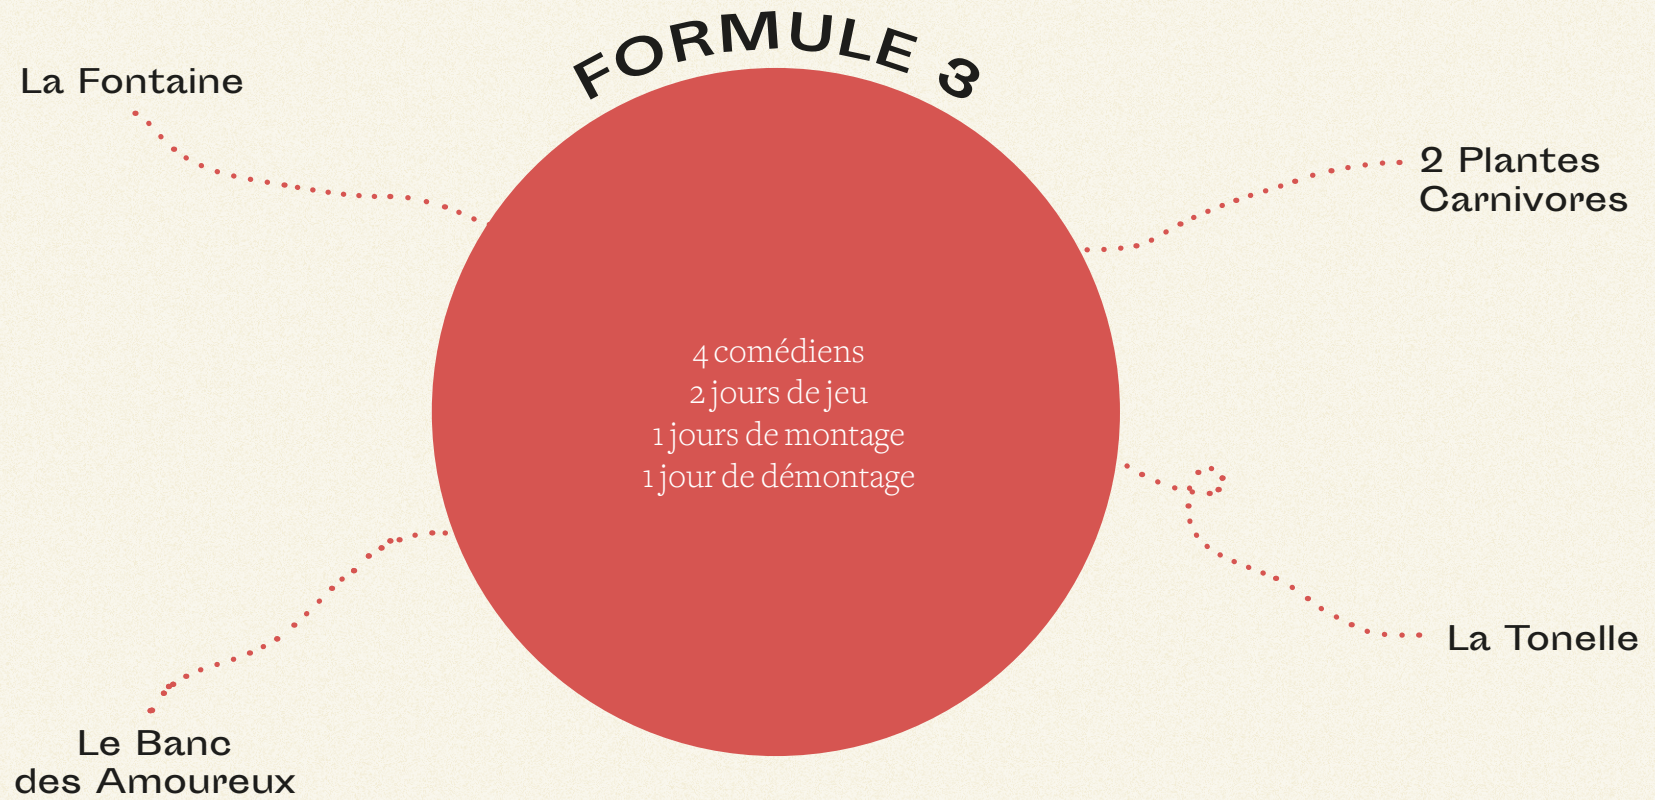 FORMULE 3
La Fontaine
2 Plantes
Carnivores
4 comédiens
2 jours de jeu
1 jours de montage
1 jour de démontage
La Tonelle
Le Banc
des Amoureux